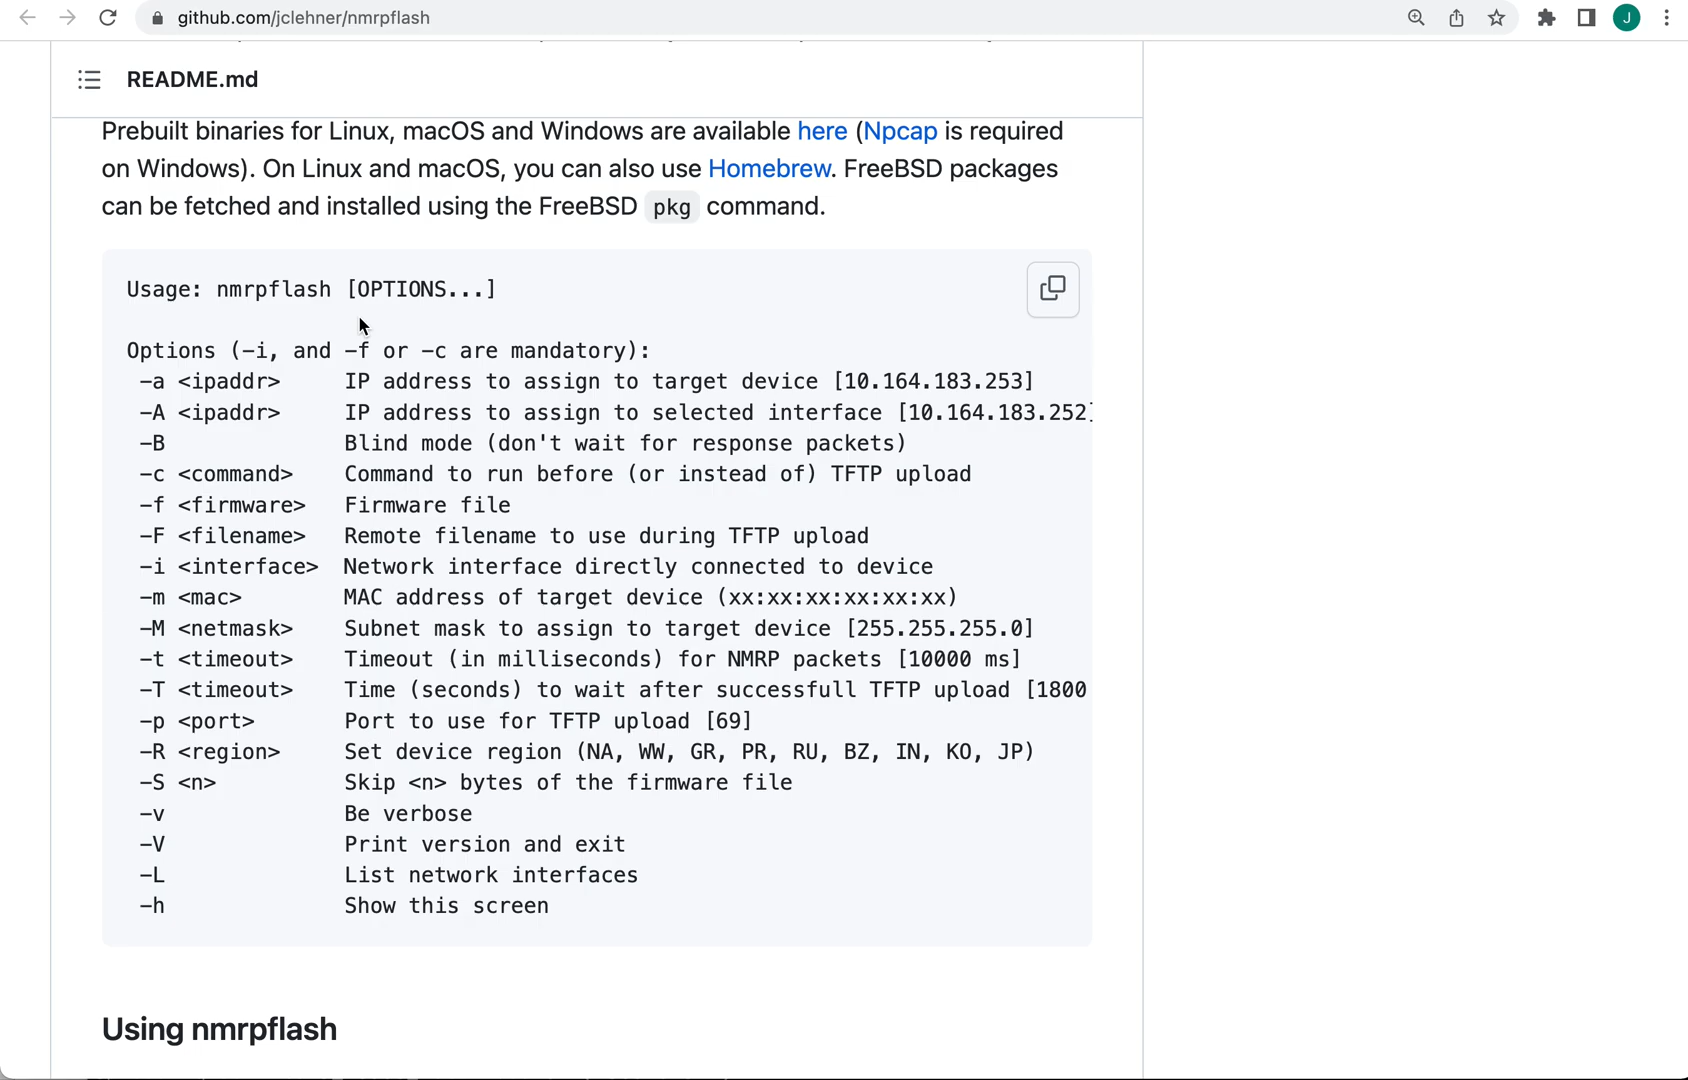 github.com/jclehner/nmrpflash
J
README.md
Prebuilt binaries for Linux, macOS and Windows are available here (Npcap is required
on Windows). On Linux and macOS, you can also use Homebrew. FreeBSD packages
can be fetched and installed using the FreeBSD pkg command.
Usage: nmrpflash [OPTIONS...]
Options (-i, and -f or -c are mandatory):
-a <ipaddr>     IP address to assign to target device [10.164.183.253]
-A <ipaddr>     IP address to assign to selected interface [10.164.183.252]
-B              Blind mode (don't wait for response packets)
-c <command>    Command to run before (or instead of) TFTP upload
-f <firmware>   Firmware file
-F <filename>   Remote filename to use during TFTP upload
-i <interface>  Network interface directly connected to device
-m <mac>        MAC address of target device (xx:xx:xx:xx:xx:xx)
-M <netmask>    Subnet mask to assign to target device [255.255.255.0]
-t <timeout>    Timeout (in milliseconds) for NMRP packets [10000 ms]
-T <timeout>    Time (seconds) to wait after successfull TFTP upload [1800
-p <port>       Port to use for TFTP upload [69]
-R <region>     Set device region (NA, WW, GR, PR, RU, BZ, IN, KO, JP)
-S <n>          Skip <n> bytes of the firmware file
-v              Be verbose
-V              Print version and exit
-L              List network interfaces
-h              Show this screen
Using nmrpflash